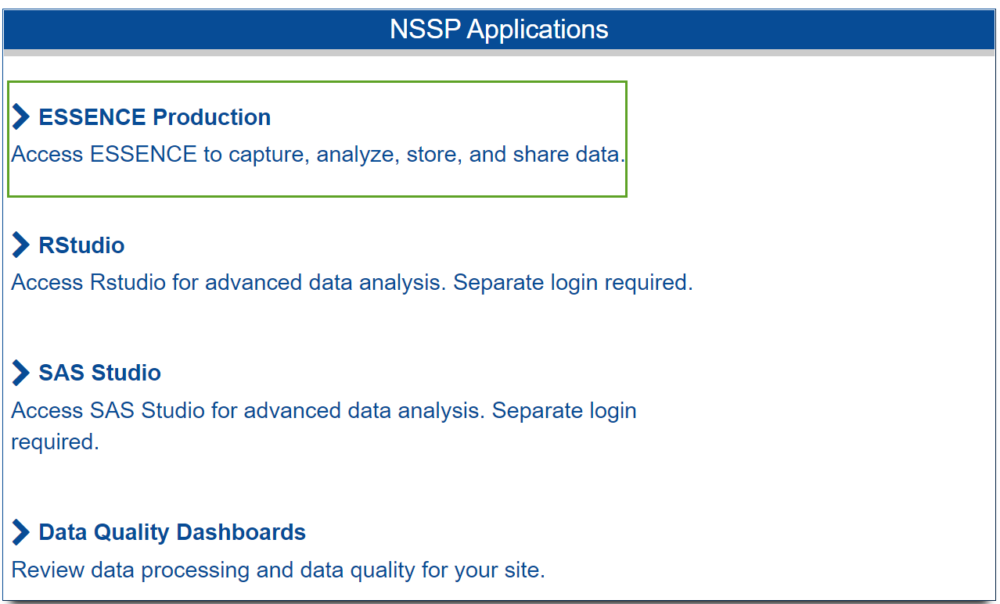 NSSP Applications
ESSENCE Production
Access ESSENCE to capture, analyze, store, and share data.
RStudio
Access Rstudio for advanced data analysis. Separate login required.
SAS Studio
Access SAS Studio for advanced data analysis. Separate login
required.
Data Quality Dashboards
Review data processing and data quality for your site.